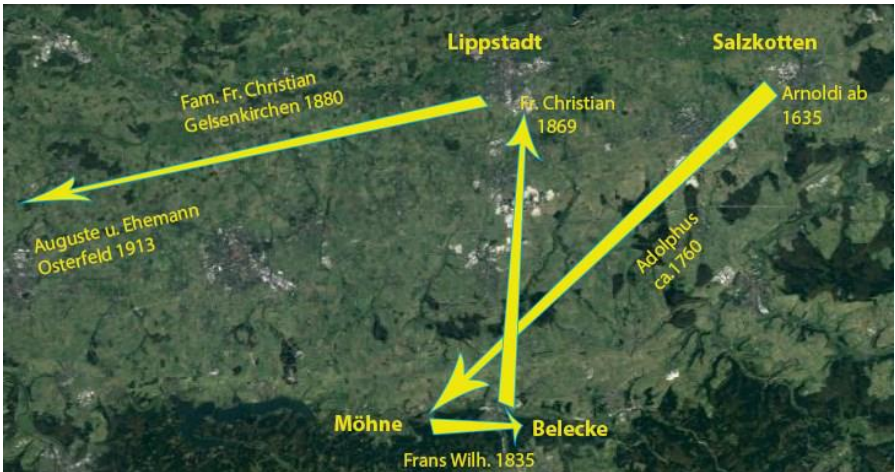 Lippstadt
Salzkotten
Fam. Fr. Christian
Gelsenkirchen 1880
Fr. Christian
1869
Arnoldi ab
1635
Auguste u. Ehemann
Osterfeld 1913
Adolphus
ca.1760
Möhne
Belecke
Frans Wilh. 1835